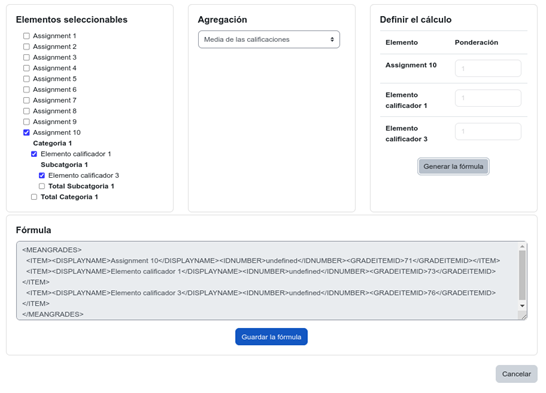 Elementos seleccionables
Assignment 1
Assignment 2
Assignment 3
Assignment 4
Assignment 5
Assignment 6
Assignment 7
Assignment 8
Assignment 9
Assignment 10
Categoria 1
Elemento calificador 1
Subcatgoria 1
Elemento calificador 3
Total Subcatgoria 1
Total Categoria 1
Agregación
Media de las calificaciones
Definir el cálculo
Elemento Ponderación
Assignment 10 1
Elemento
calificador 1 1
Elemento
calificador 3 1
Generar la fórmula
Fórmula
<MEANGRADES>
<ITEM><DISPLAYNAME>Assignment 10</DISPLAYNAME><IDNUMBER>undefined</IDNUMBER><GRADEITEMID>71</GRADEITEMID></ITEM>
<ITEM><DISPLAYNAME>Elemento calificador 1</DISPLAYNAME><IDNUMBER>undefined</IDNUMBER><GRADEITEMID>73</GRADEITEMID>
</ITEM>
<ITEM><DISPLAYNAME>Elemento calificador 3</DISPLAYNAME><IDNUMBER>undefined</IDNUMBER><GRADEITEMID>76</GRADEITEMID>
</ITEM>
</MEANGRADES>
Guardar la fórmula
Cancelar